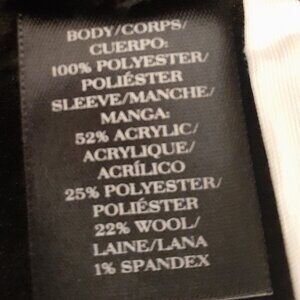 BODY/CORPS/
CUERPO:
100% POLYESTER/
POLIÉSTER
SLEEVE/MANCHE/
MANGA:
52% ACRYLIC/
ACRYLIQUE/
ACRÍLICO
25% POLYESTER/
POLIÉSTER
22% WOOL/
LAINE/LANA
1% SPANDEX